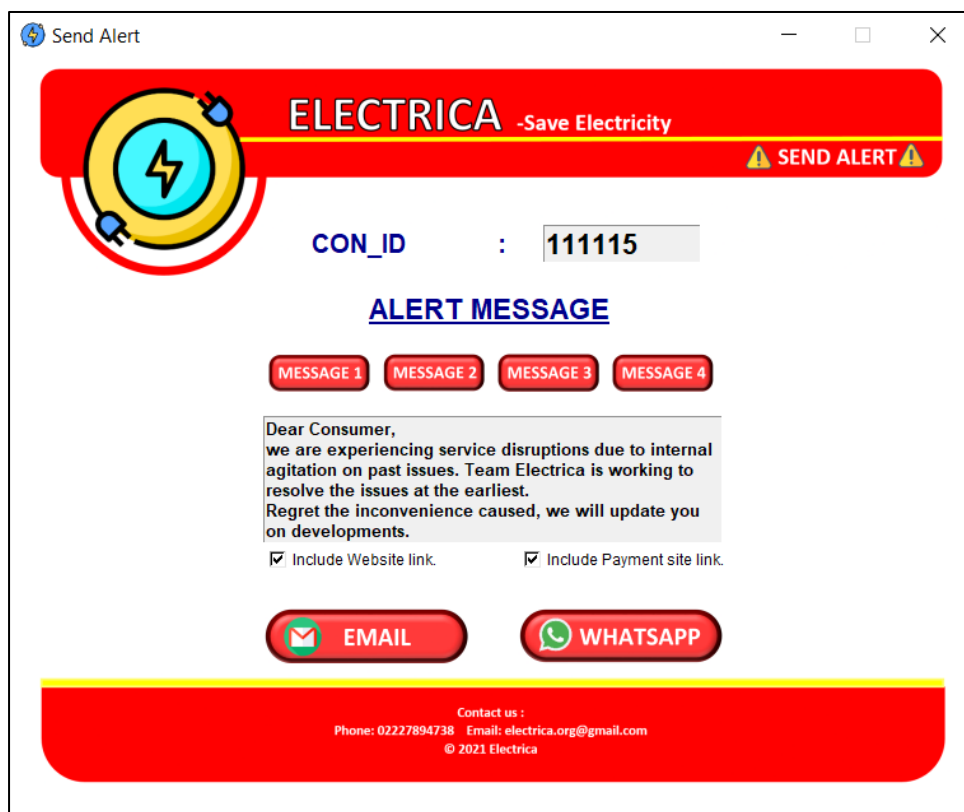 Send Alert
ELECTRICA -Save Electricity
SEND ALERT
CON_ID : 111115
ALERT MESSAGE
MESSAGE 1 MESSAGE 2 MESSAGE 3 MESSAGE 4
Dear Consumer,
we are experiencing service disruptions due to internal
agitation on past issues. Team Electrica is working to
resolve the issues at the earliest.
Regret the inconvenience caused, we will update you
on developments.
Include Website link. Include Payment site link.
EMAIL WHATSAPP
Contact us :
Phone: 02227894738 Email: electrica.org@gmail.com
© 2021 Electrica